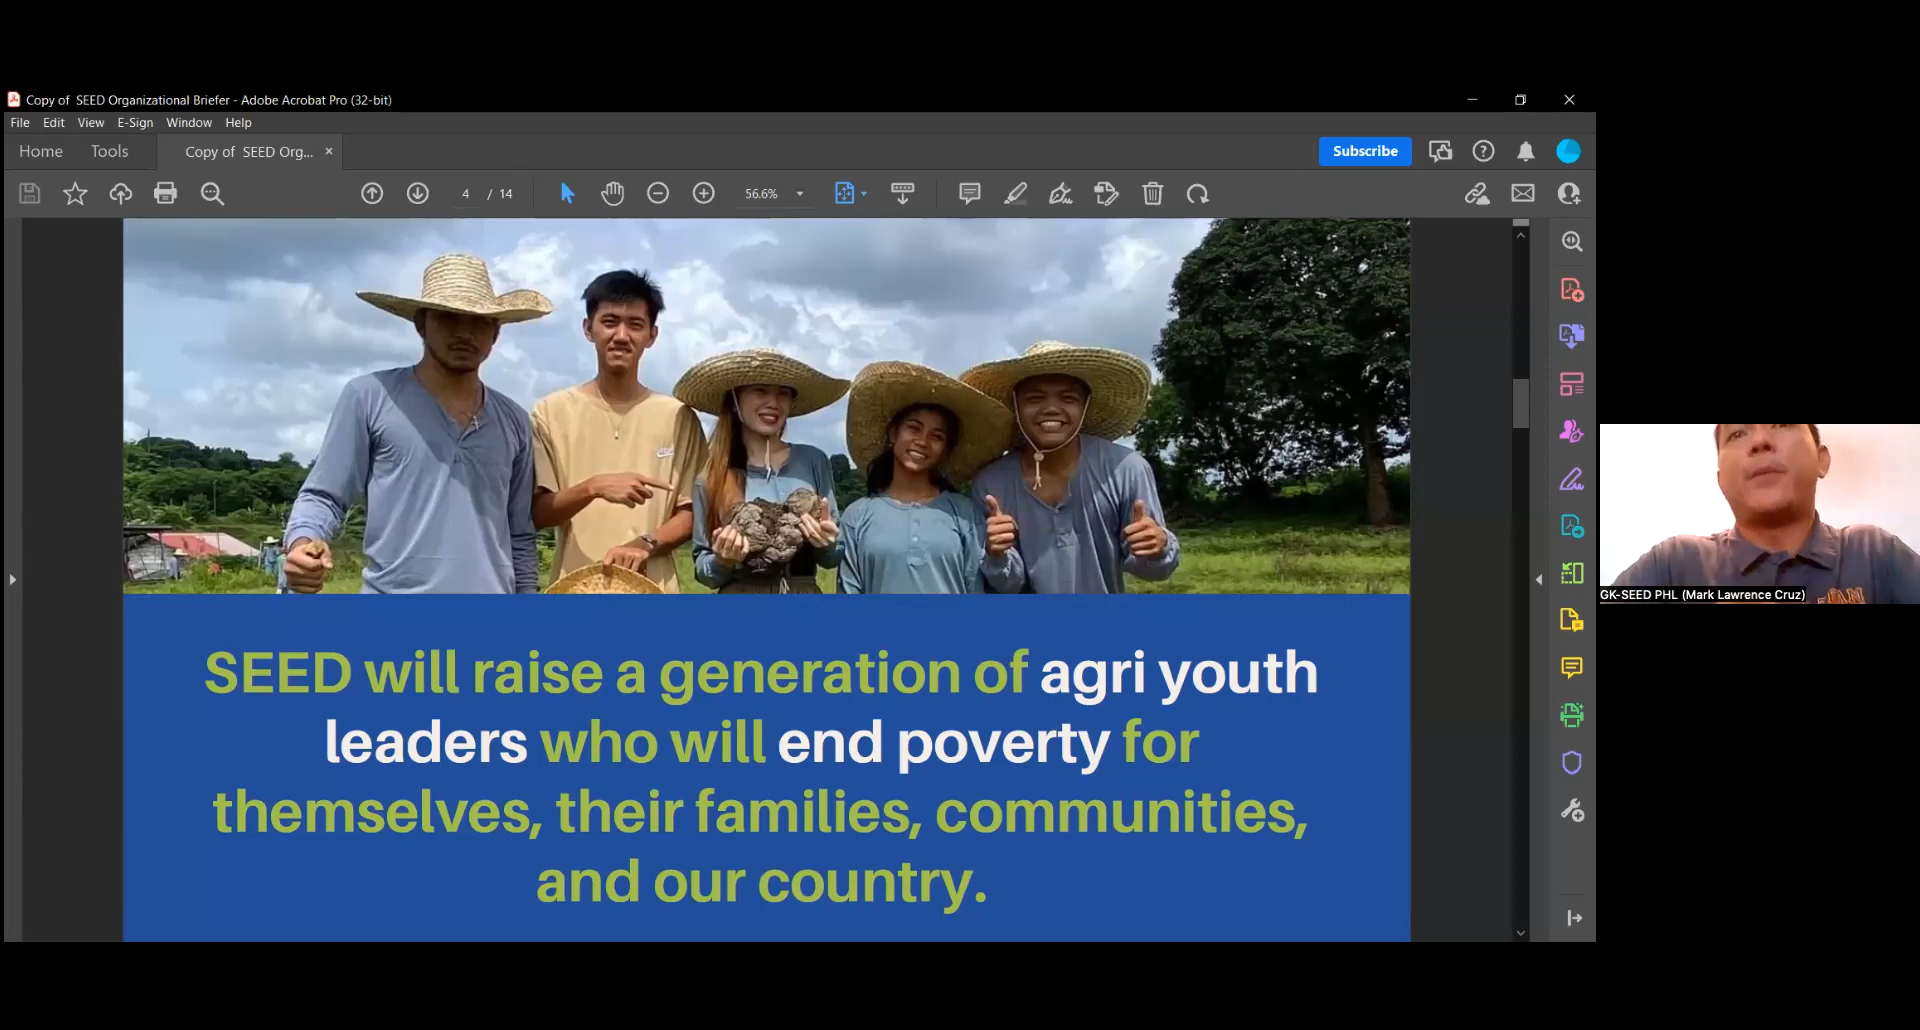 Copy of SEED Organizational Briefer - Adobe Acrobat Pro (32-bit)
File Edit View E-Sign Window Help
Home Tools Copy of SEED Org... ×
Subscribe
4 / 14 56.6%
SEED will raise a generation of agri youth
leaders who will end poverty for
themselves, their families, communities,
and our country.
GK-SEED PHL (Mark Lawrence Cruz)